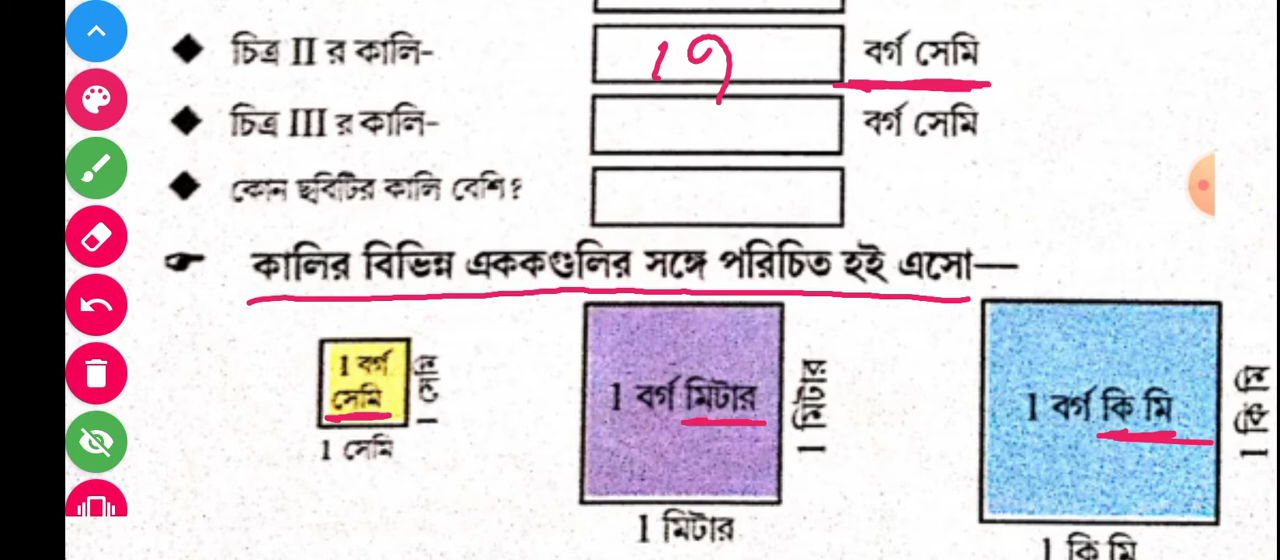 ◆ চিত্র II র কালি- ১৭ বর্গ সেমি
◆ চিত্র III র কালি- বর্গ সেমি
◆ কোন ছবিটির কালি বেশি?
☞ কালির বিভিন্ন এককগুলির সঙ্গে পরিচিত হই এসো—
1 বর্গ
সেমি
1 সেমি
1 সেমি
1 বর্গ মিটার
1 মিটার
1 মিটার
1 বর্গ কি মি
1 কি মি
1 কি মি